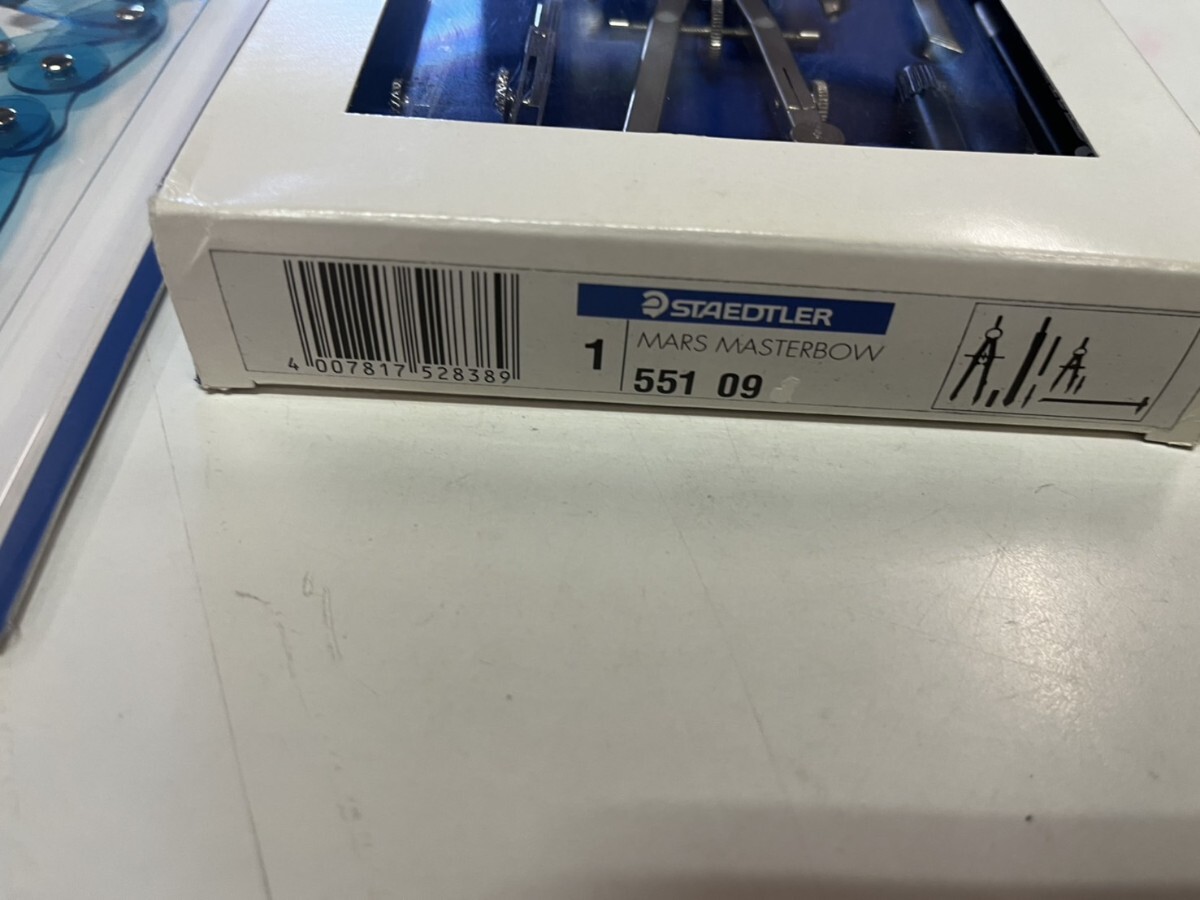 STAEDTLER
1 MARS MASTERBOW
551 09
4 007817 528389